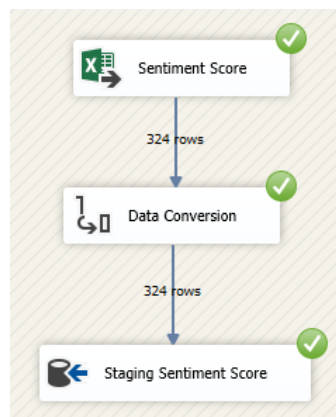 Sentiment Score
324 rows
Data Conversion
324 rows
Staging Sentiment Score